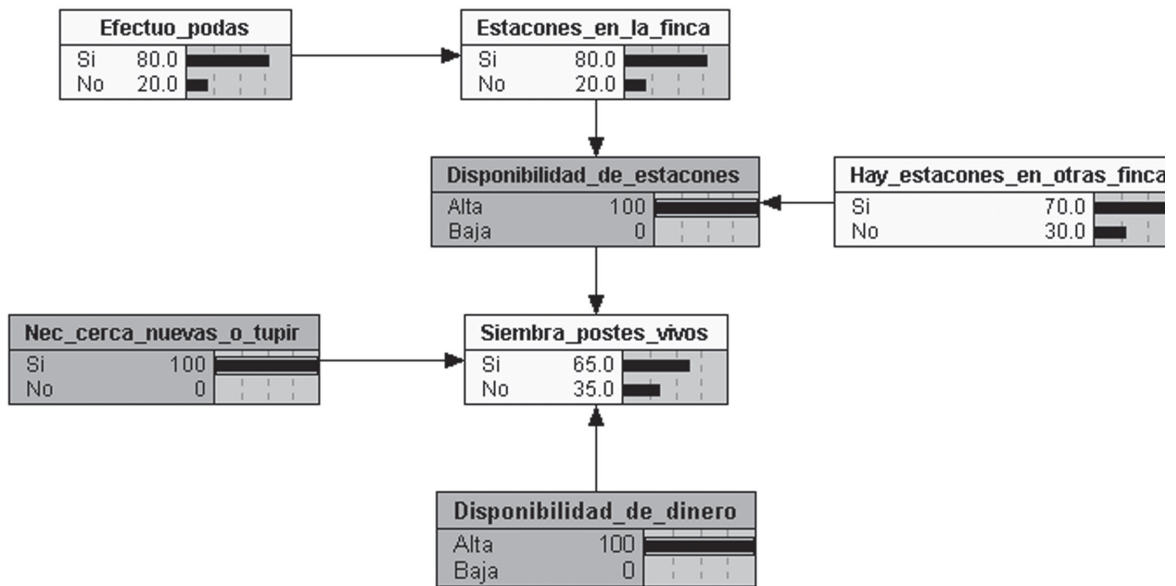 Efectuo_podas
Si 80.0
No 20.0
Estacones_en_la_finca
Si 80.0
No 20.0
Disponibilidad_de_estacones
Alta 100
Baja 0
Hay_estacones_en_otras_finca
Si 70.0
No 30.0
Nec_cerca_nuevas_o_tupir
Si 100
No 0
Siembra_postes_vivos
Si 65.0
No 35.0
Disponibilidad_de_dinero
Alta 100
Baja 0